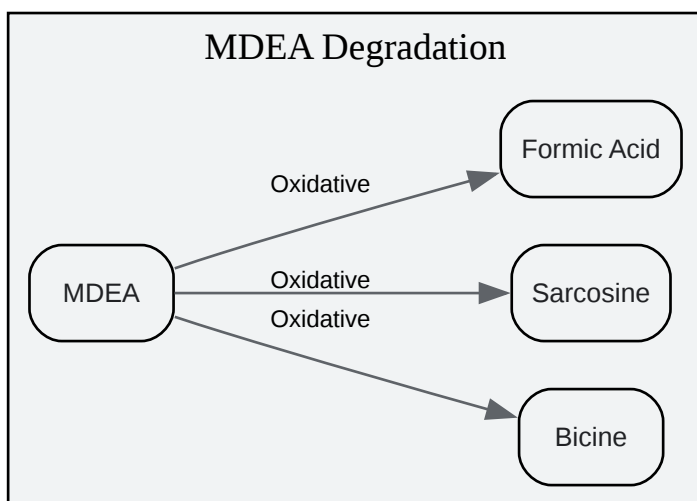 MDEA Degradation
Formic Acid
Oxidative
MDEA
Oxidative
Sarcosine
Oxidative
Bicine